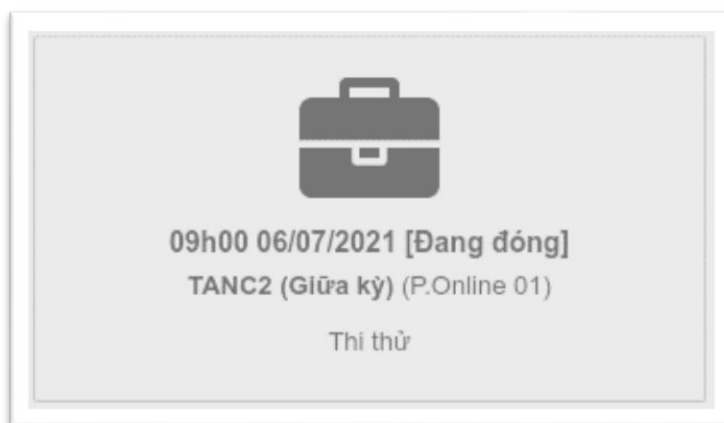 09h00 06/07/2021 [Đang đóng]
TANC2 (Giữa kỳ) (P.Online 01)
Thi thử